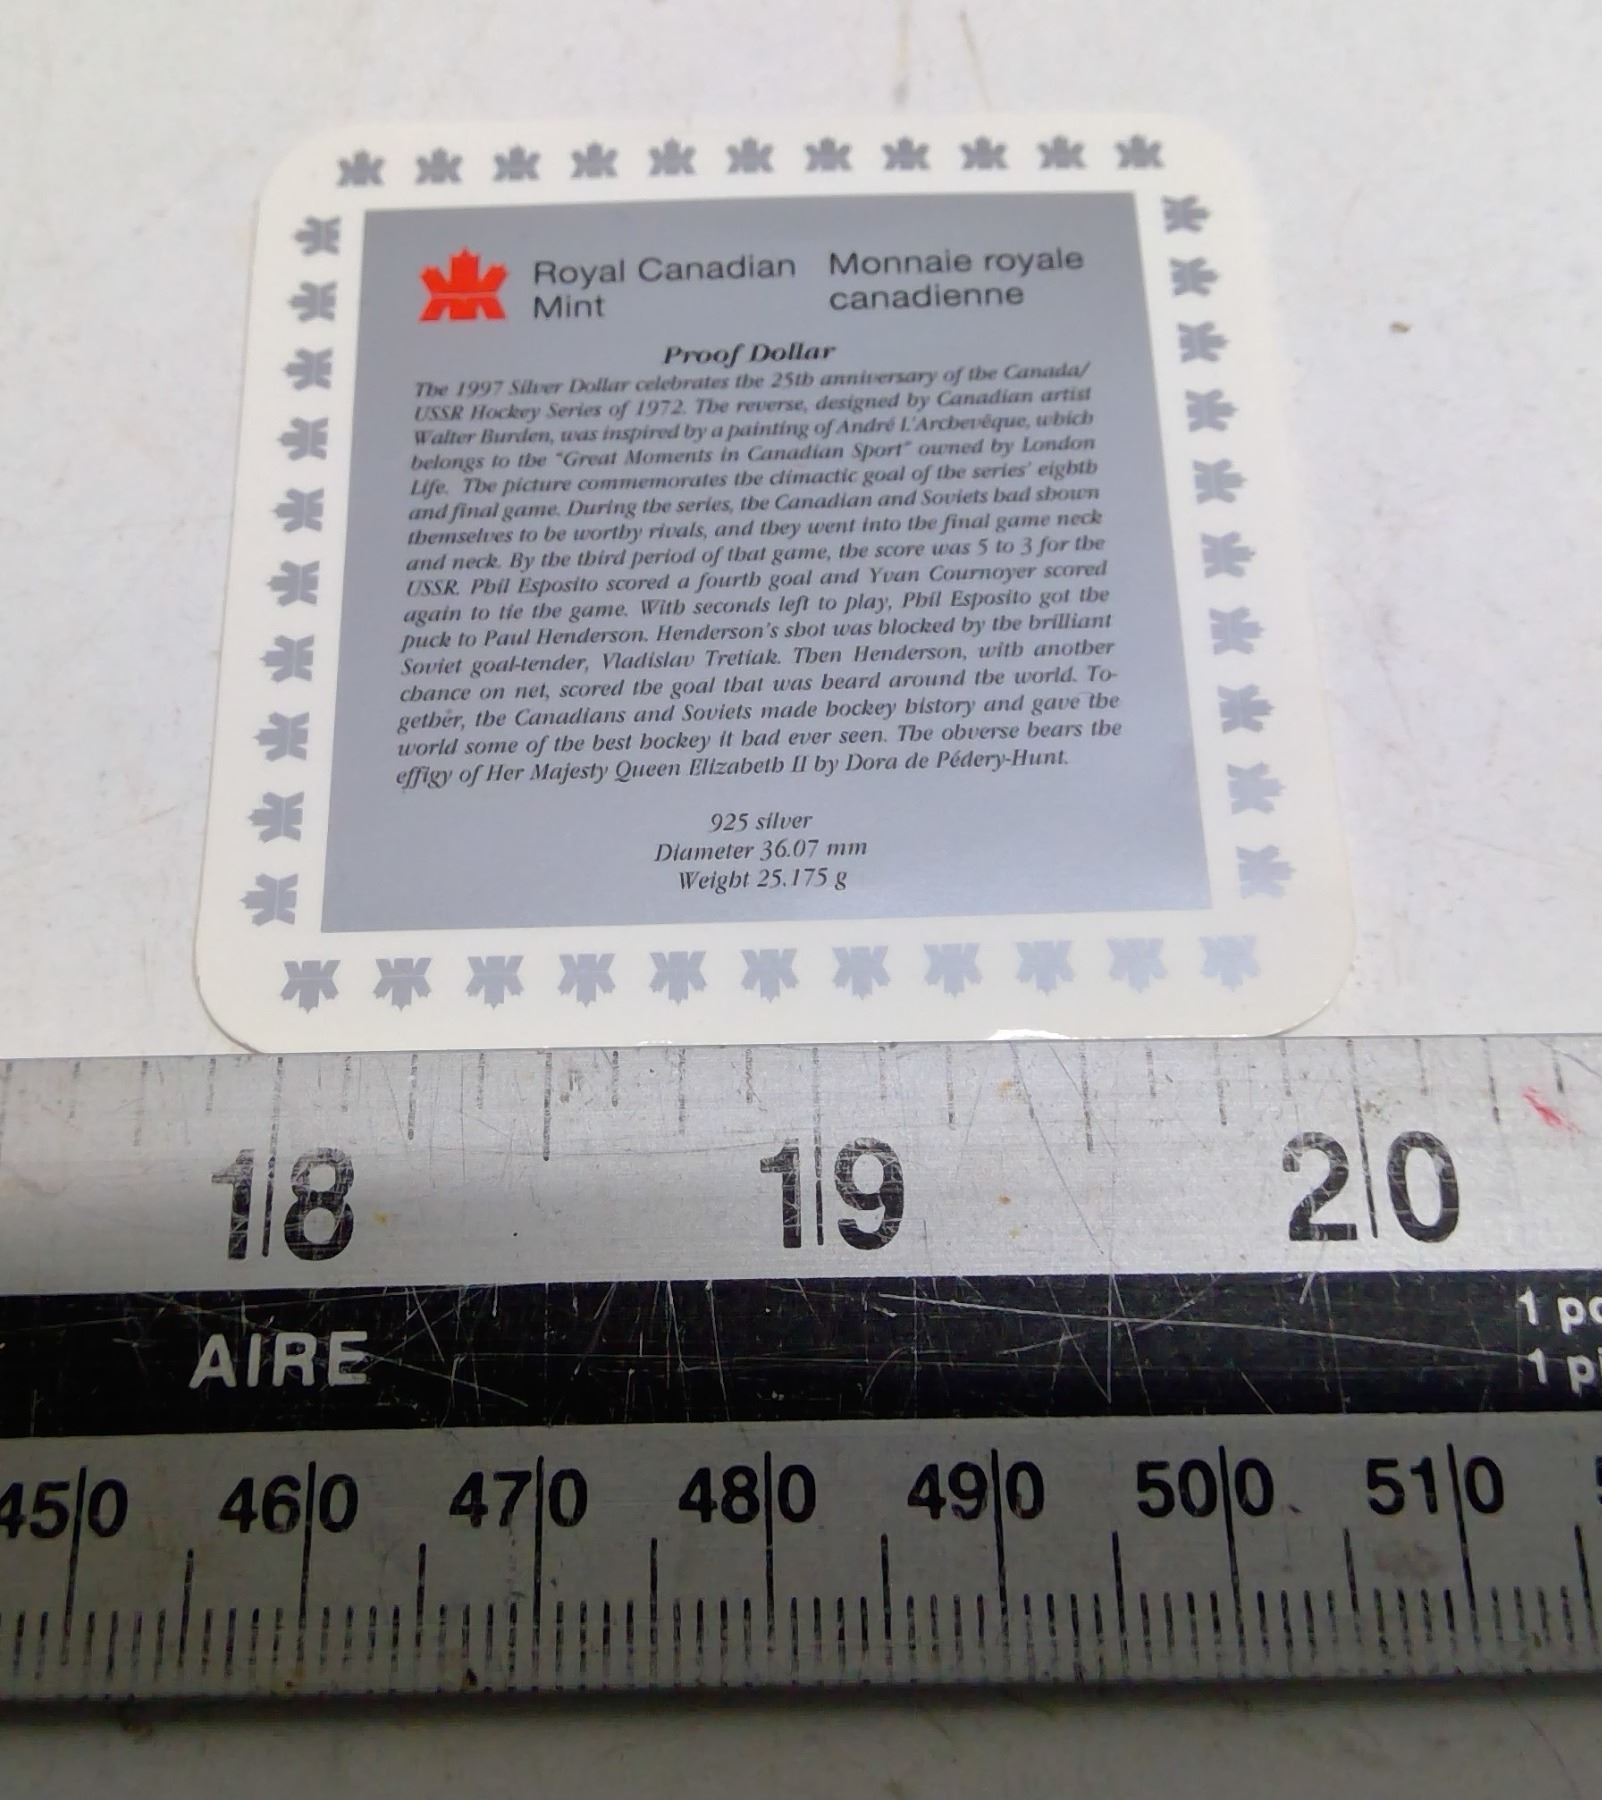 Royal Canadian Mint
Monnaie royale canadienne
Proof Dollar
The 1997 Silver Dollar celebrates the 25th anniversary of the Canada/
USSR Hockey Series of 1972. The reverse, designed by Canadian artist
Walter Burden, was inspired by a painting of André L'Archevêque, which
belongs to the "Great Moments in Canadian Sport" owned by London
Life. The picture commemorates the climactic goal of the series' eighth
and final game. During the series, the Canadian and Soviets had shown
themselves to be worthy rivals, and they went into the final game neck
and neck. By the third period of that game, the score was 5 to 3 for the
USSR. Phil Esposito scored a fourth goal and Yvan Cournoyer scored
again to tie the game. With seconds left to play, Phil Esposito got the
puck to Paul Henderson. Henderson's shot was blocked by the brilliant
Soviet goal-tender, Vladislav Tretiak. Then Henderson, with another
chance on net, scored the goal that was heard around the world. To-
gether, the Canadians and Soviets made hockey history and gave the
world some of the best hockey it had ever seen. The obverse bears the
effigy of Her Majesty Queen Elizabeth II by Dora de Pédery-Hunt.
925 silver
Diameter 36.07 mm
Weight 25.175 g
18 19 20
AIRE
1
1
450 460 470 480 490 500 510